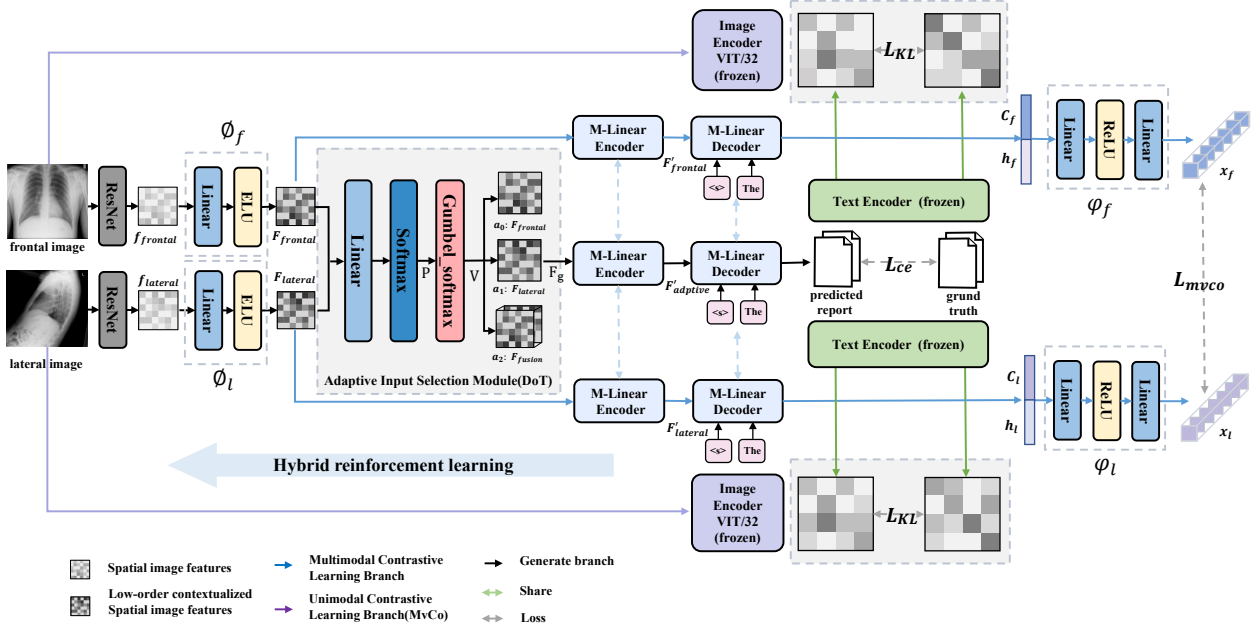 Image
Encoder
VIT/32
(frozen)
L_KL
∅_f
ResNet
f_frontal
Linear
ELU
F_frontal
frontal image
M-Linear
Encoder
M-Linear
Decoder
F'_frontal
<s>
The
C_f
h_f
Linear
ReLU
Linear
φ_f
x_f
Text Encoder (frozen)
Linear
Softmax
P
Gumbel_softmax
V
a_0: F_frontal
a_1: F_lateral
a_2: F_fusion
F_g
Adaptive Input Selection Module(DoT)
M-Linear
Encoder
M-Linear
Decoder
F'_adptive
<s>
The
predicted
report
L_ce
grund
truth
L_mvco
ResNet
f_lateral
Linear
ELU
F_lateral
lateral image
∅_l
Text Encoder (frozen)
M-Linear
Encoder
M-Linear
Decoder
F'_lateral
<s>
The
C_l
h_l
Linear
ReLU
Linear
φ_l
x_l
Hybrid reinforcement learning
Image
Encoder
VIT/32
(frozen)
L_KL
Spatial image features
Low-order contextualized
Spatial image features
Multimodal Contrastive
Learning Branch
Unimodal Contrastive
Learning Branch(MvCo)
Generate branch
Share
Loss